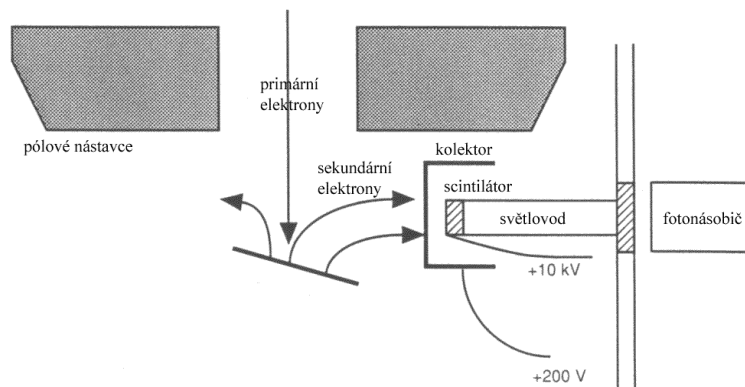 primární
elektrony
pólové nástavce
kolektor
sekundární
elektrony
scintilátor
světlovod
fotonásobič
+10 kV
+200 V